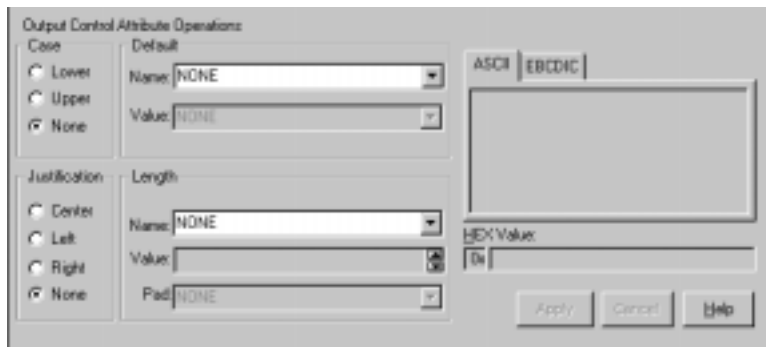 Output Control Attribute Operations
Case
Lower
Upper
None
Default
Name: NONE
Value: NONE
Justification
Center
Left
Right
None
Length
Name: NONE
Value:
Pad: NONE
ASCII
EBCDIC
HEX Value:
0x
Apply
Cancel
Help